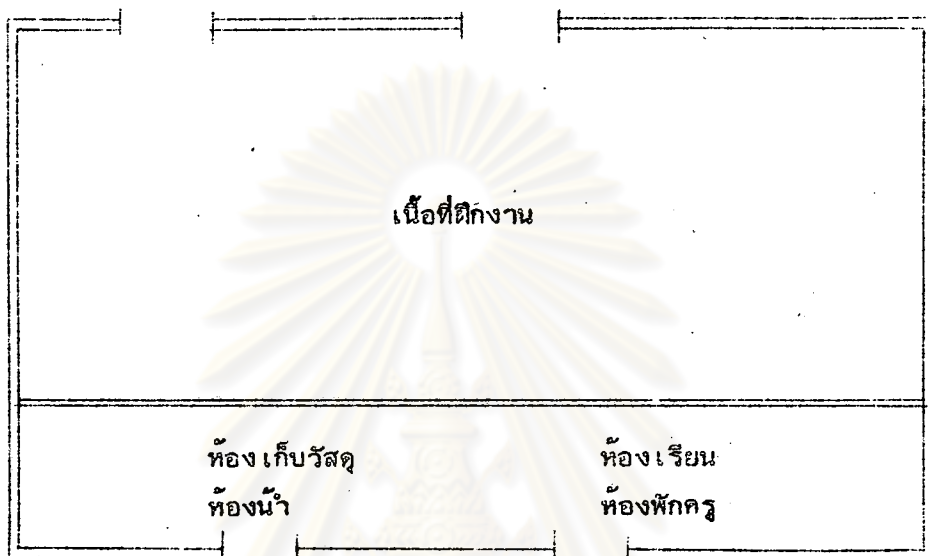 เนื้อที่ฝึกงาน
ห้องเก็บวัสดุ
ห้องน้ำ
ห้องเรียน
ห้องพักครู